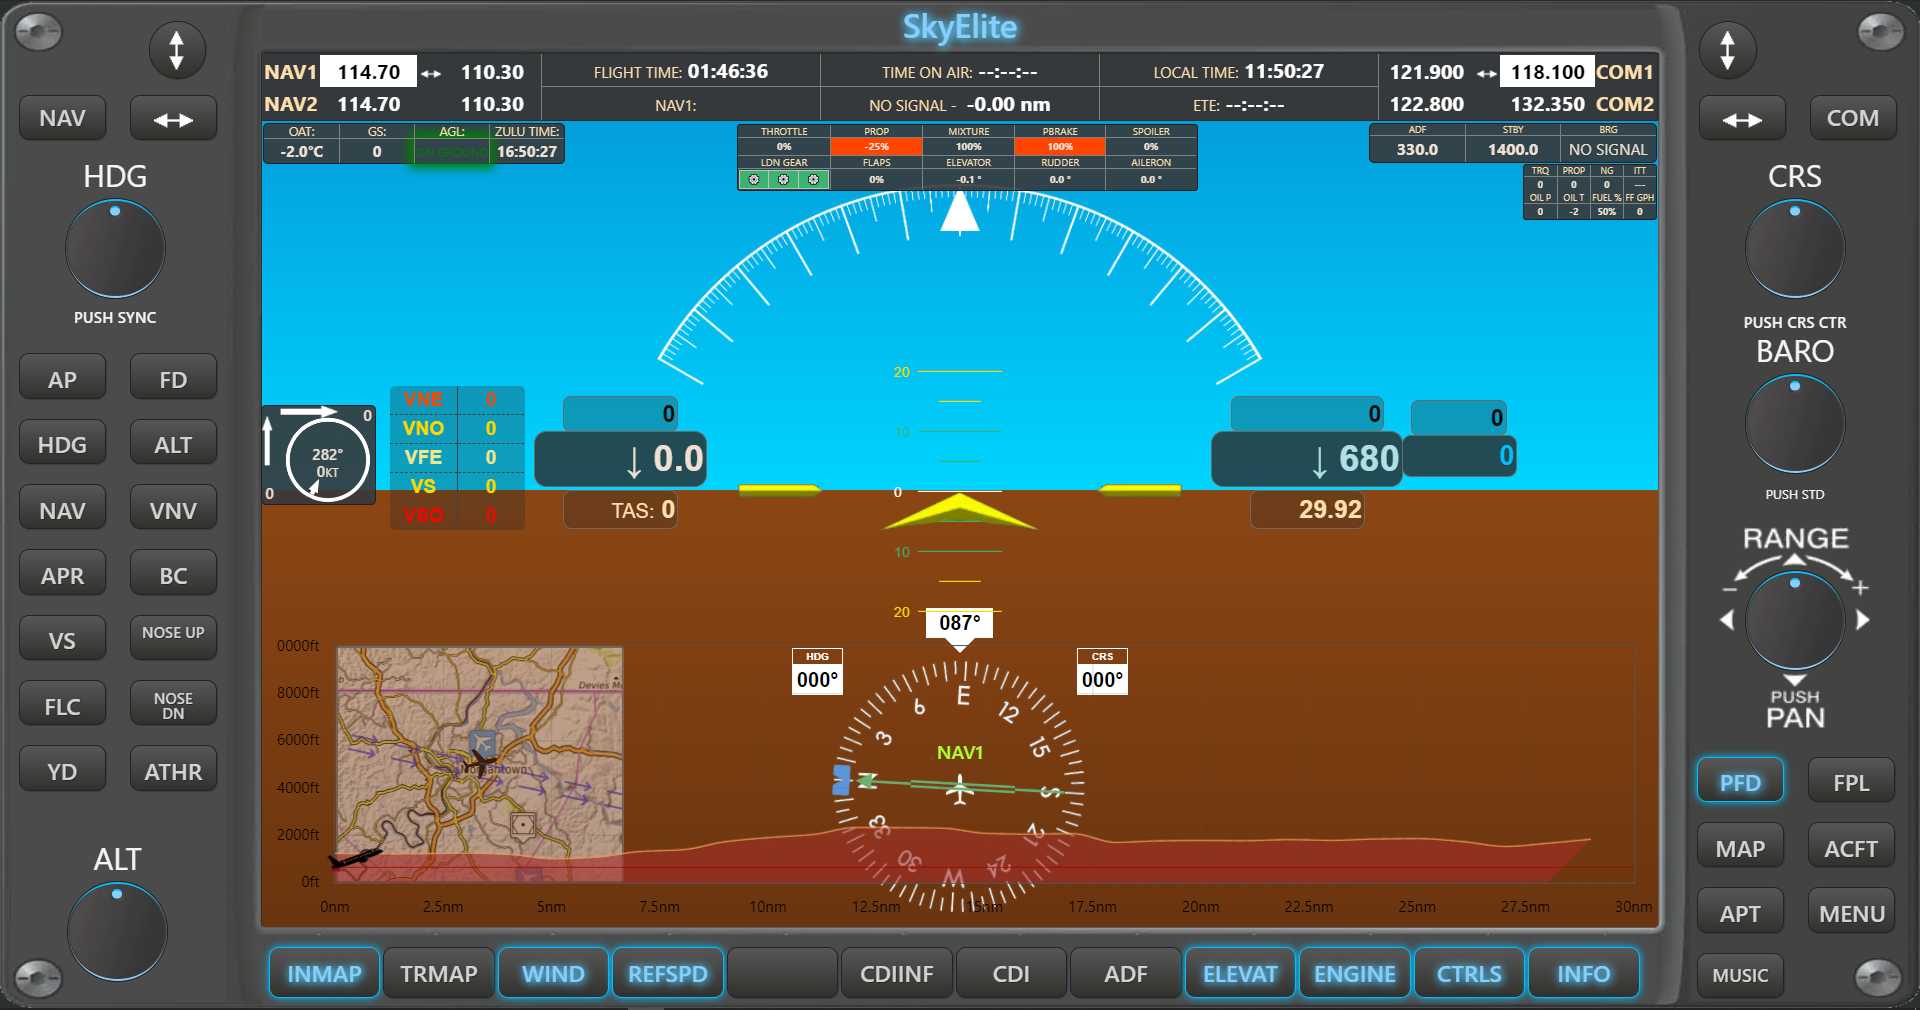 SkyElite
NAV1 114.70 110.30 FLIGHT TIME: 01:46:36 TIME ON AIR: --:--:-- LOCAL TIME: 11:50:27 121.900 118.100 COM1
NAV2 114.70 110.30 NAV1: NO SIGNAL - -0.00 nm ETE: --:--:-- 122.800 132.350 COM2
NAV
COM
OAT: GS: AGL: ZULU TIME:
-2.0°C 0 ON GROUND 16:50:27
THROTTLE PROP MIXTURE PBRAKE SPOILER
0% -25% 100% 100% 0%
LDN GEAR FLAPS ELEVATOR RUDDER AILERON
0% -0.1 ° 0.0 ° 0.0 °
ADF STBY BRG
330.0 1400.0 NO SIGNAL
TRQ PROP NG ITT
0 0 0 ---
OIL P OIL T FUEL % FF GPH
0 -2 50% 0
HDG
PUSH SYNC
CRS
PUSH CRS CTR
BARO
PUSH STD
AP FD
HDG ALT
NAV VNV
APR BC
VS NOSE UP
FLC NOSE DN
YD ATHR
ALT
0
282°
0KT
0
VNE 0
VNO 0
VFE 0
VS 0
VSO 0
0
↓ 0.0
TAS: 0
20
10
0
10
20
0
↓ 680
29.92
0
0
RANGE
- +
PUSH
PAN
087°
HDG
000°
CRS
000°
NAV1
N 3 6 E 12 15 S 21 24 W 30 33
0000ft
8000ft
6000ft
4000ft
2000ft
0ft
Devies M
Morgantown
0nm 2.5nm 5nm 7.5nm 10nm 12.5nm 15nm 17.5nm 20nm 22.5nm 25nm 27.5nm 30nm
PFD FPL
MAP ACFT
APT MENU
MUSIC
INMAP TRMAP WIND REFSPD CDIINF CDI ADF ELEVAT ENGINE CTRLS INFO